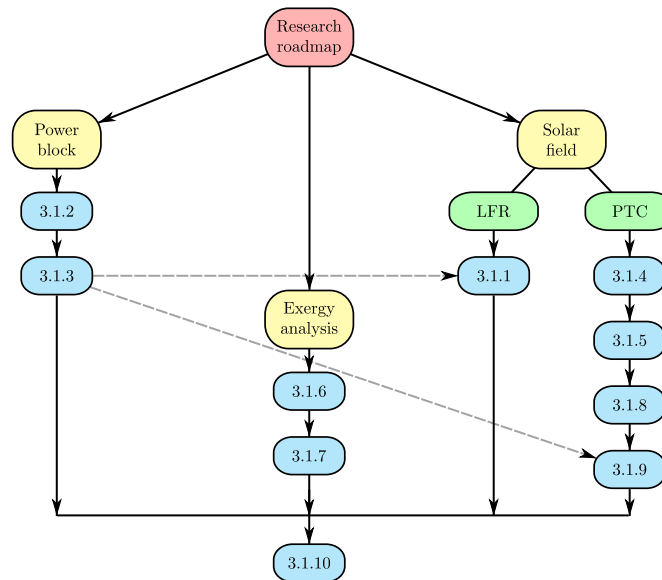 Research
roadmap
Power
block
Solar
field
3.1.2
LFR
PTC
3.1.3
3.1.1
3.1.4
Exergy
analysis
3.1.5
3.1.6
3.1.8
3.1.7
3.1.9
3.1.10